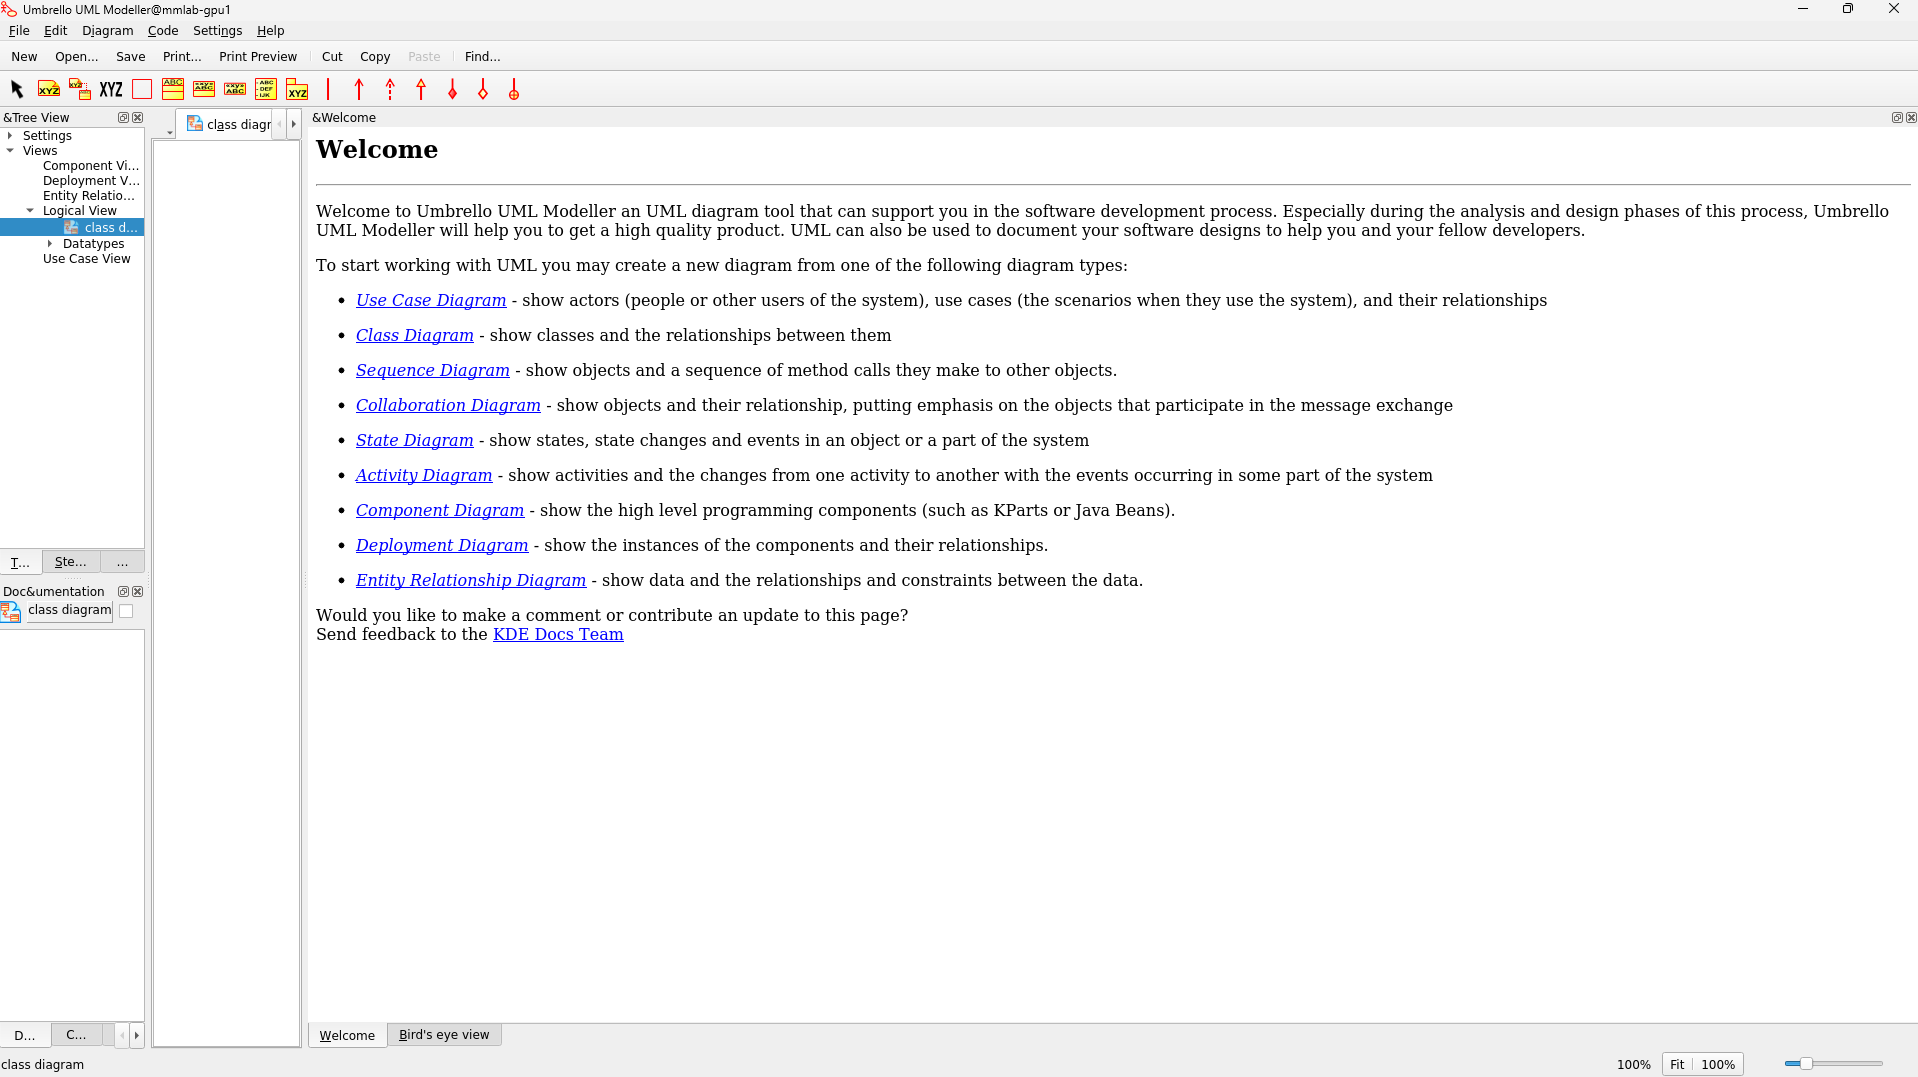 Umbrello UML Modeller@mmlab-gpu1
File Edit Diagram Code Settings Help
New Open... Save Print... Print Preview Cut Copy Paste Find...
XYZ XYZ XYZ ABC ABC ABC ABC DEF IJK XYZ
&Tree View
Settings
Views
Component Vi...
Deployment V...
Entity Relatio...
Logical View
class d...
Datatypes
Use Case View
T... Ste... ...
Doc&umentation
class diagram
D... C...
class diagram
class diagr
&Welcome
Welcome
Welcome to Umbrello UML Modeller an UML diagram tool that can support you in the software development process. Especially during the analysis and design phases of this process, Umbrello
UML Modeller will help you to get a high quality product. UML can also be used to document your software designs to help you and your fellow developers.
To start working with UML you may create a new diagram from one of the following diagram types:
• Use Case Diagram - show actors (people or other users of the system), use cases (the scenarios when they use the system), and their relationships
• Class Diagram - show classes and the relationships between them
• Sequence Diagram - show objects and a sequence of method calls they make to other objects.
• Collaboration Diagram - show objects and their relationship, putting emphasis on the objects that participate in the message exchange
• State Diagram - show states, state changes and events in an object or a part of the system
• Activity Diagram - show activities and the changes from one activity to another with the events occurring in some part of the system
• Component Diagram - show the high level programming components (such as KParts or Java Beans).
• Deployment Diagram - show the instances of the components and their relationships.
• Entity Relationship Diagram - show data and the relationships and constraints between the data.
Would you like to make a comment or contribute an update to this page?
Send feedback to the KDE Docs Team
Welcome Bird's eye view
100% Fit 100%